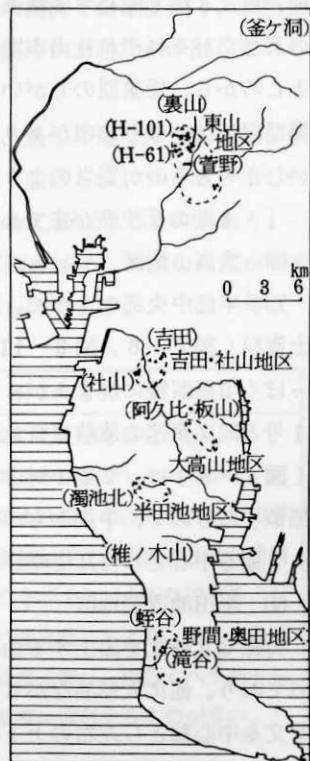 (釜ケ洞)
(裏山)
(H-101) 東山
(H-61) 地区
(菅野)
0 3 6 Km
(吉田)
吉田・社山地区
(社山)
(阿久比・板山)
大高山地区
(濁池北)
半田池地区
(椎ノ木山)
(蛭谷)
野間・奥田地区
(滝谷)